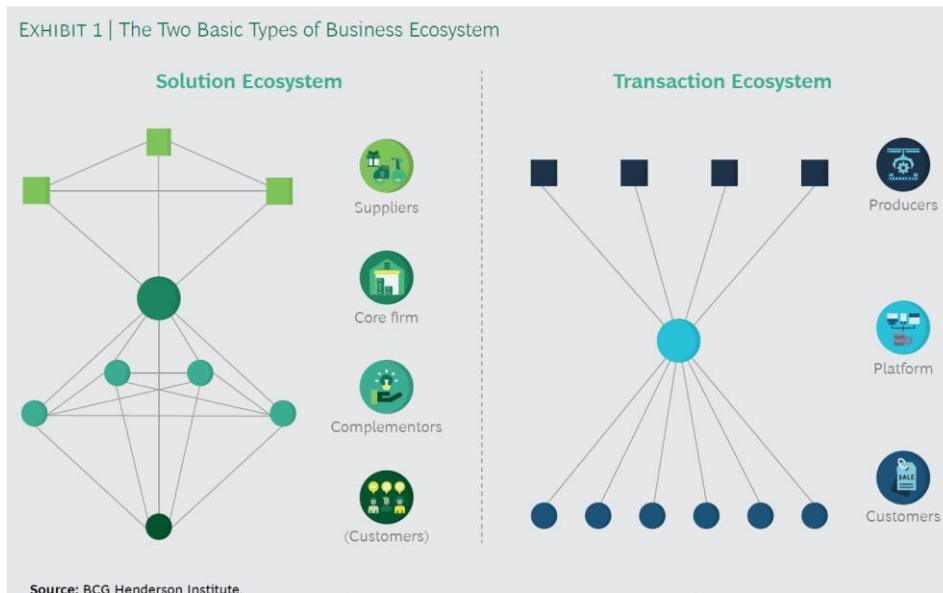 EXHIBIT 1 | The Two Basic Types of Business Ecosystem
Solution Ecosystem
Suppliers
Core firm
Complementors
(Customers)
Transaction Ecosystem
Producers
Platform
SALE
Customers
Source: BCG Henderson Institute.